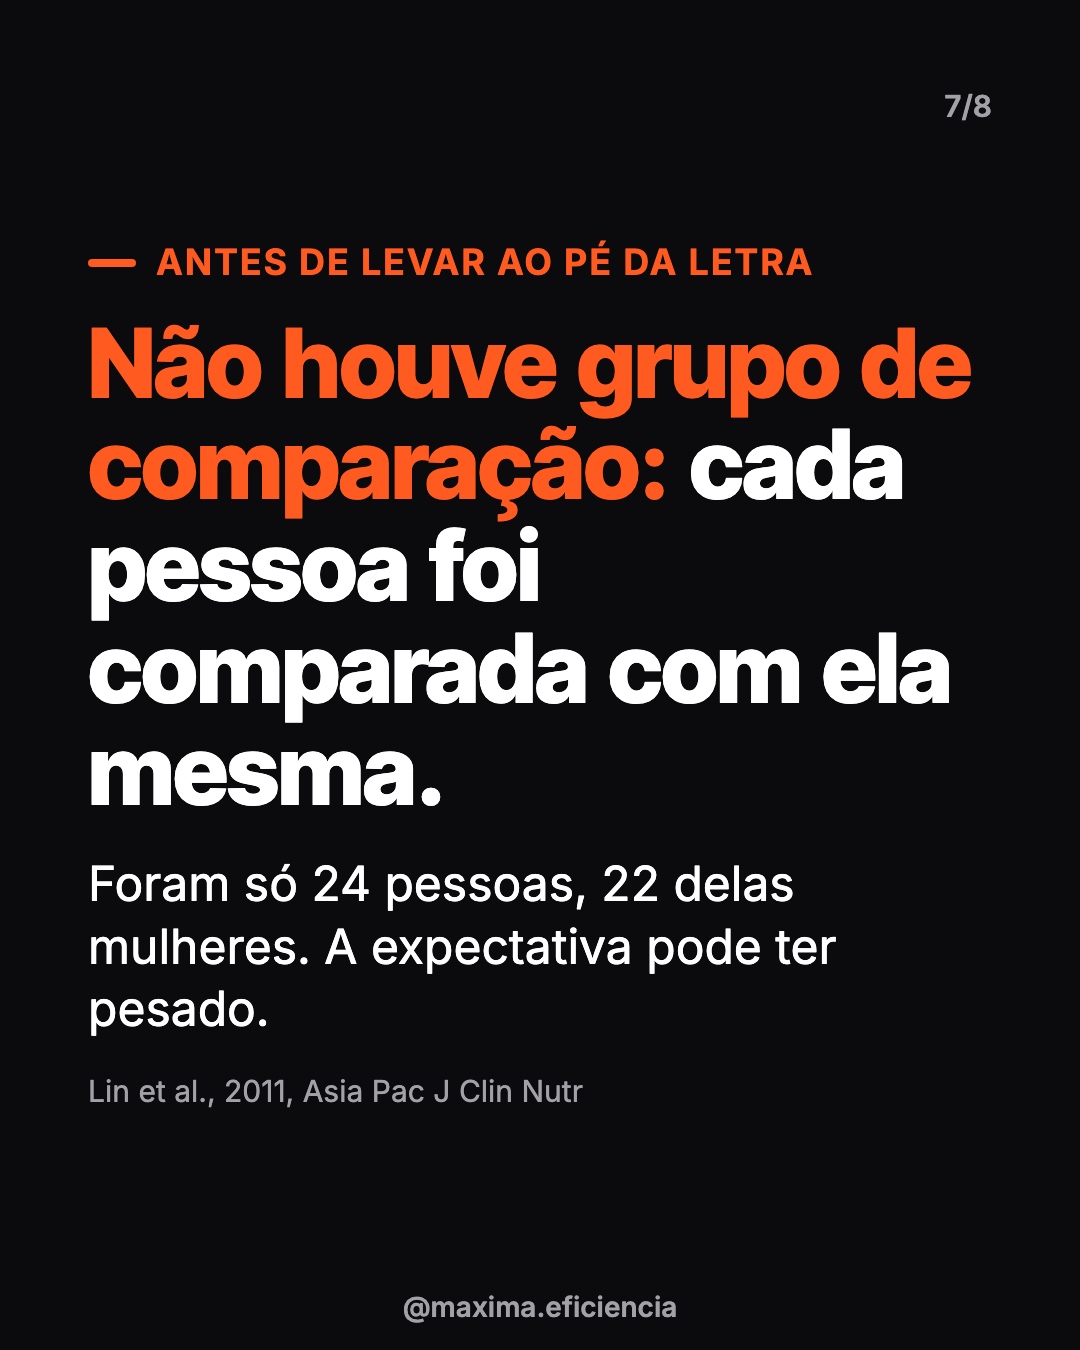 7/8
ANTES DE LEVAR AO PÉ DA LETRA
Não houve grupo de
comparação: cada
pessoa foi
comparada com ela
mesma.
Foram só 24 pessoas, 22 delas
mulheres. A expectativa pode ter
pesado.
Lin et al., 2011, Asia Pac J Clin Nutr
@maxima.eficiencia